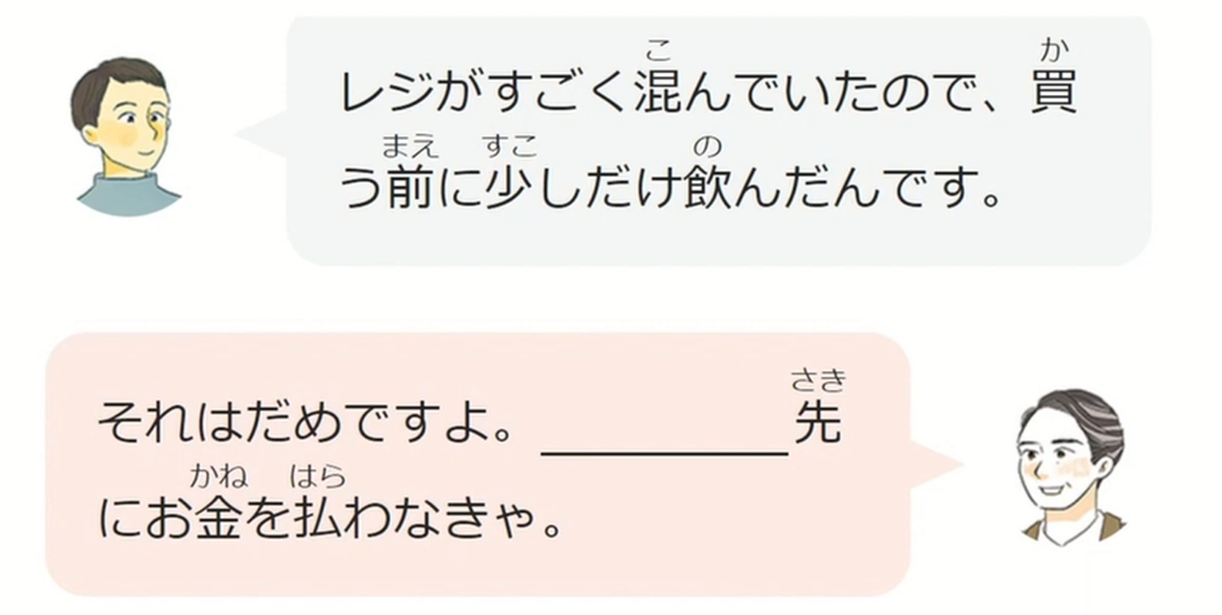 レジがすごく混んでいたので、買
う前に少しだけ飲んだんです。
それはだめですよ。＿＿＿＿＿先
にお金を払わなきゃ。